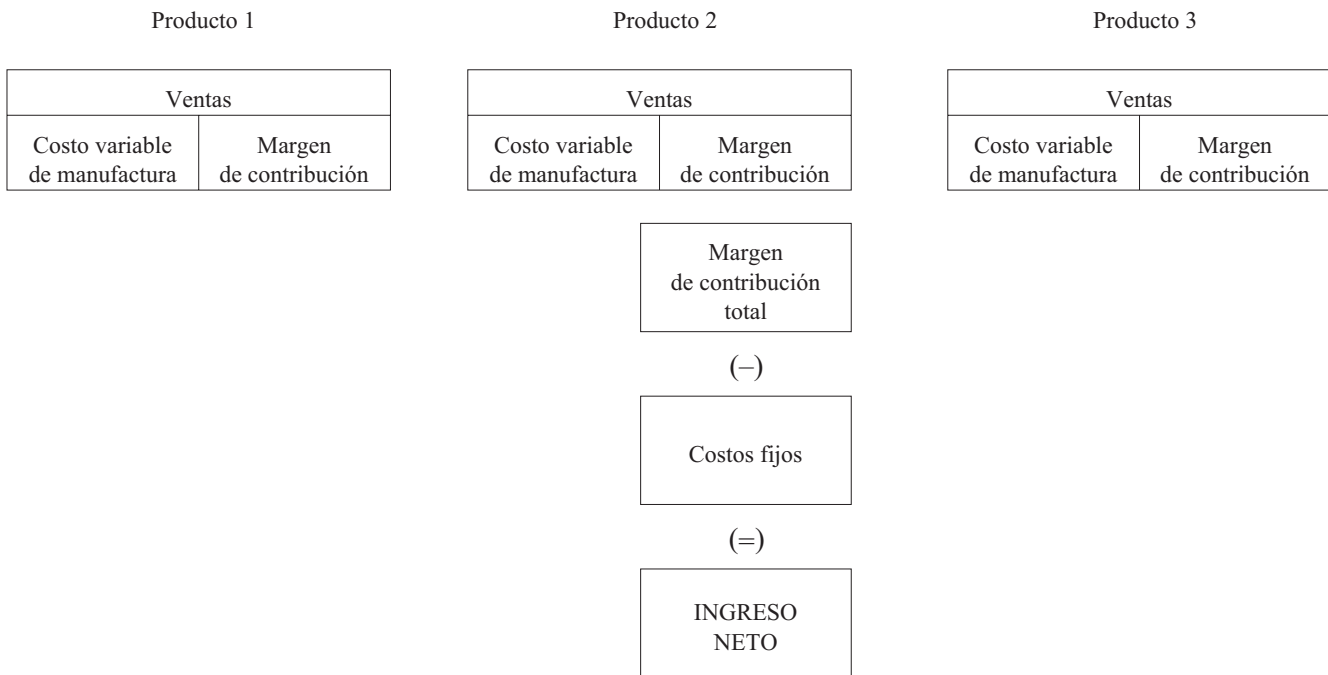 Producto 1
Producto 2
Producto 3
Ventas
Ventas
Ventas
Costo variable
de manufactura
Margen
de contribución
Costo variable
de manufactura
Margen
de contribución
Costo variable
de manufactura
Margen
de contribución
Margen
de contribución
total
(–)
Costos fijos
(=)
INGRESO
NETO